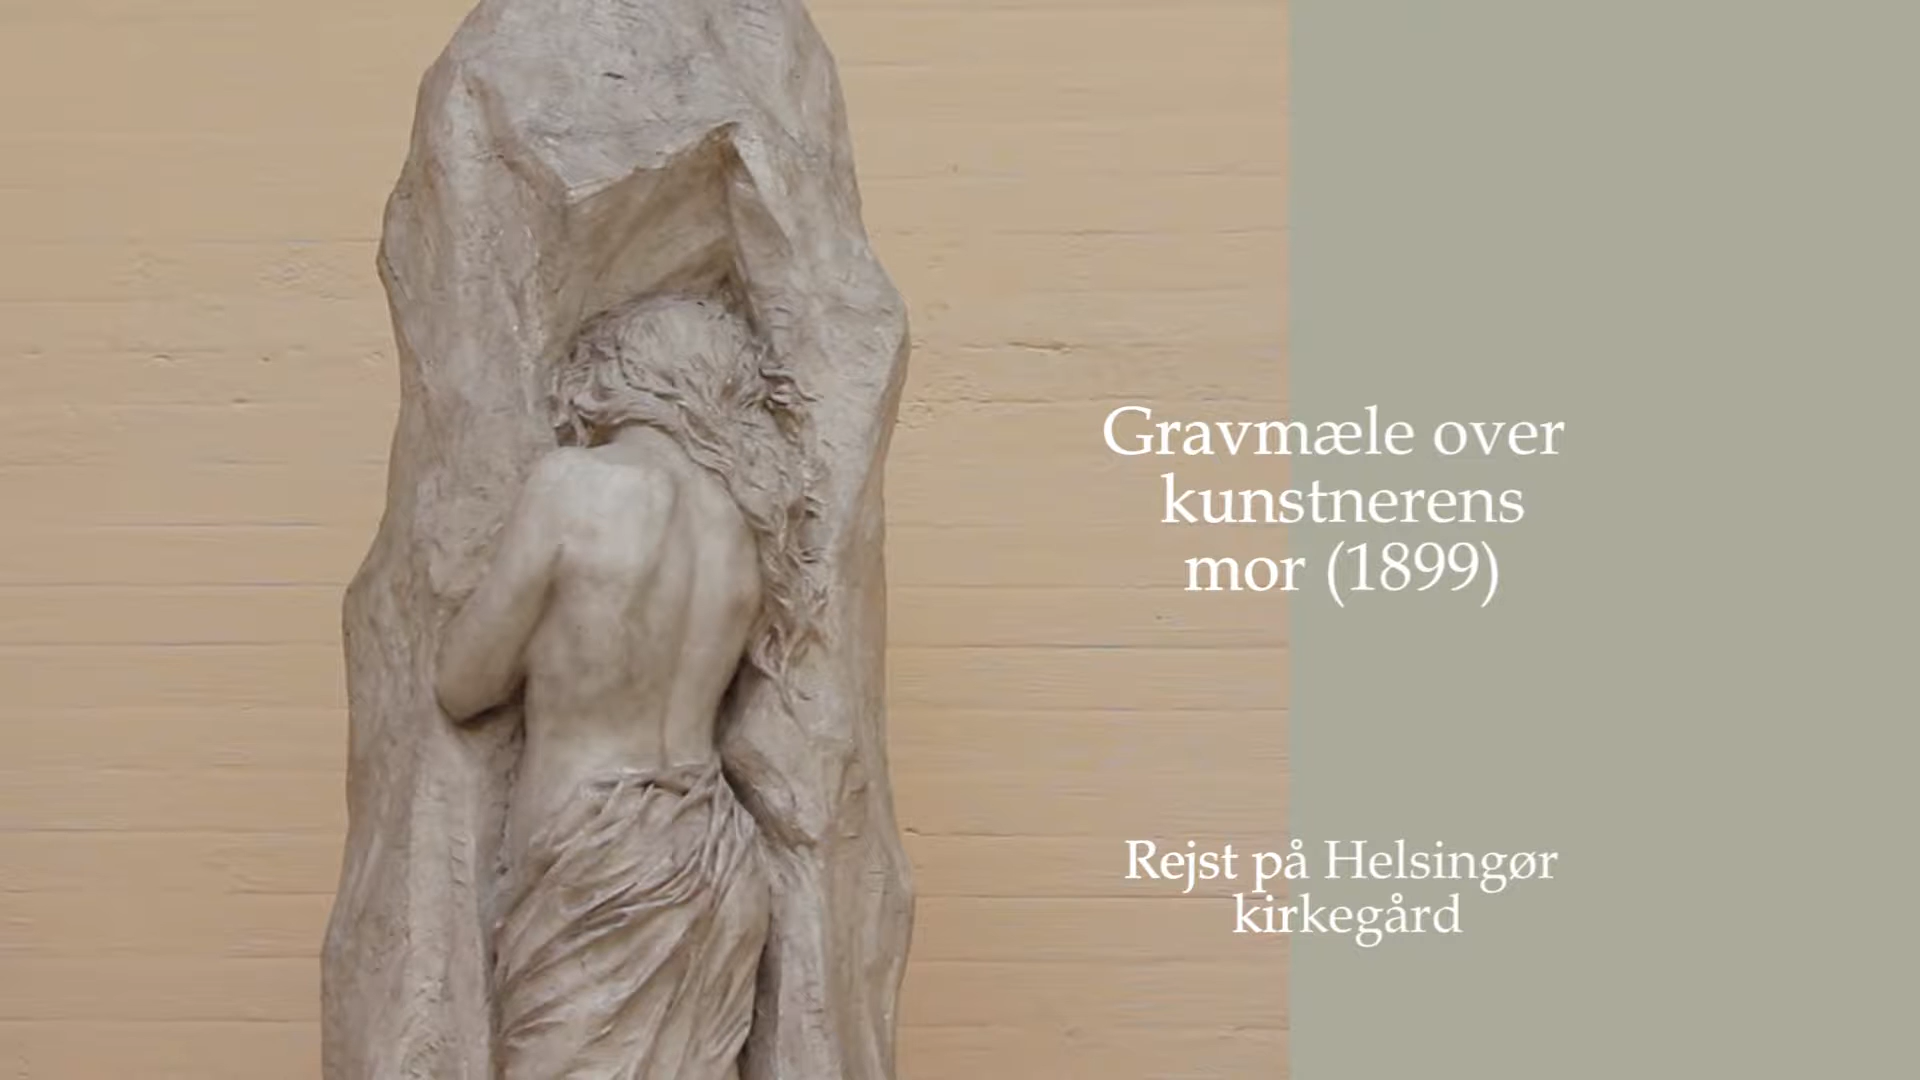 Gravmæle over
kunstnerens
mor (1899)
Rejst på Helsingør
kirkegård